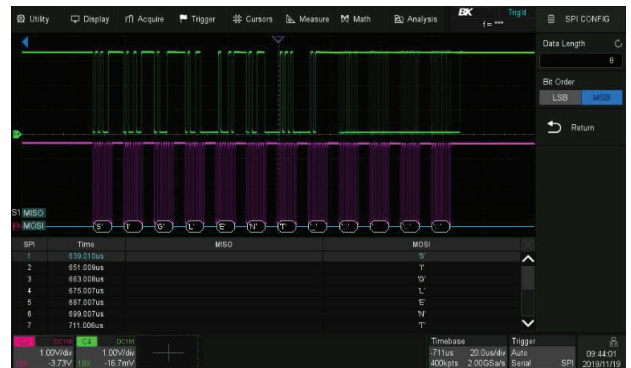 Utility Display Acquire Trigger Cursors Measure Math Analysis BK Trig'd
f = ***
SPI CONFIG
Data Length
8
Bit Order
LSB MSB
Return
S1 MISO
MOSI 'S' 'I' 'G' 'L' 'E' 'N' 'T'
SPI Time MISO MOSI
1 639.010us 'S'
2 651.009us 'I'
3 663.008us 'G'
4 675.007us 'L'
5 687.007us 'E'
6 699.007us 'N'
7 711.006us 'T'
DC1M C4 DC1M
1.00V/div 1.00V/div
-3.73V 10X -16.7mV
Timebase Trigger
-711us 20.0us/div Auto 09:44:01
400kpts 2.00GSa/s Serial SPI 2019/11/19